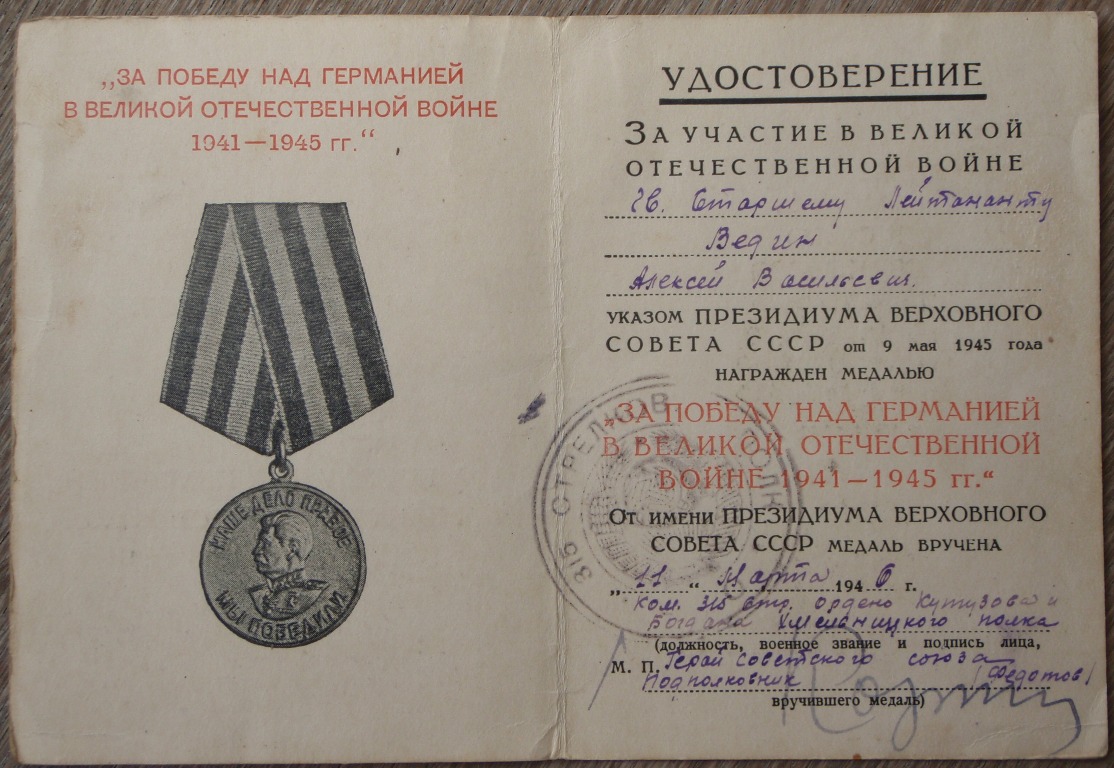 „ЗА ПОБЕДУ НАД ГЕРМАНИЕЙ
В ВЕЛИКОЙ ОТЕЧЕСТВЕННОЙ ВОЙНЕ
1941—1945 гг.“
НАШЕ ДЕЛО ПРАВОЕ
МЫ ПОБЕДИЛИ
УДОСТОВЕРЕНИЕ
ЗА УЧАСТИЕ В ВЕЛИКОЙ
ОТЕЧЕСТВЕННОЙ ВОЙНЕ
Гв. Старшему Лейтенанту
Ведин
Алексей Васильевич.
УКАЗОМ ПРЕЗИДИУМА ВЕРХОВНОГО
СОВЕТА СССР от 9 мая 1945 года
НАГРАЖДЕН МЕДАЛЬЮ
„ЗА ПОБЕДУ НАД ГЕРМАНИЕЙ
В ВЕЛИКОЙ ОТЕЧЕСТВЕННОЙ
ВОЙНЕ 1941—1945 гг.“
ОТ ИМЕНИ ПРЕЗИДИУМА ВЕРХОВНОГО
СОВЕТА СССР МЕДАЛЬ ВРУЧЕНА
„11“ Марта 1946 г.
Ком. 315 стр. Ордена Кутузова и
Богдана Хмельницкого полка
(должность, военное звание и подпись лица,
М. П. Герой Советского союза
Подполковник (Федотов)
вручившего медаль)
315 СТРЕЛКОВ ПОЛК